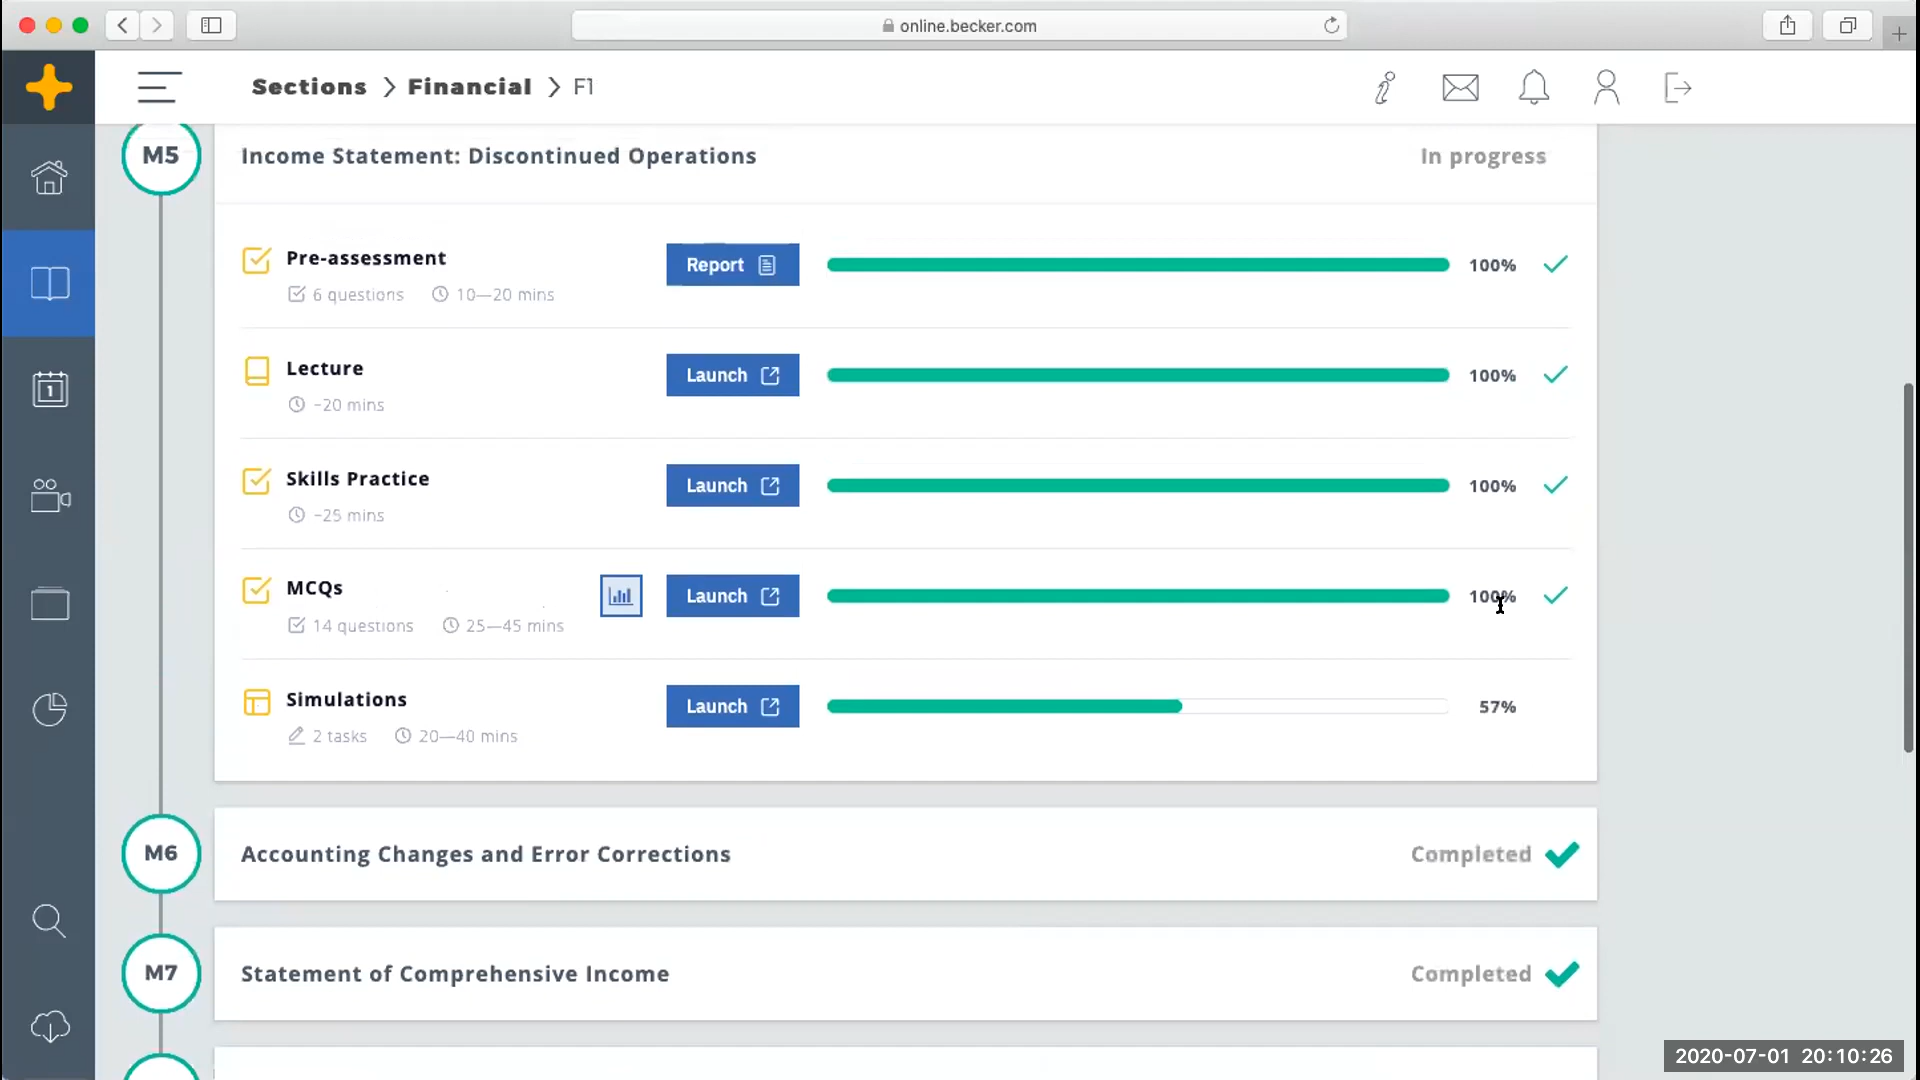 online.becker.com
Sections > Financial > F1
M5
Income Statement: Discontinued Operations
In progress
Pre-assessment
6 questions
10—20 mins
Report
100%
Lecture
~20 mins
Launch
100%
Skills Practice
~25 mins
Launch
100%
MCQs
14 questions
25—45 mins
Launch
100%
Simulations
2 tasks
20—40 mins
Launch
57%
M6
Accounting Changes and Error Corrections
Completed
M7
Statement of Comprehensive Income
Completed
1
2020-07-01 20:10:26